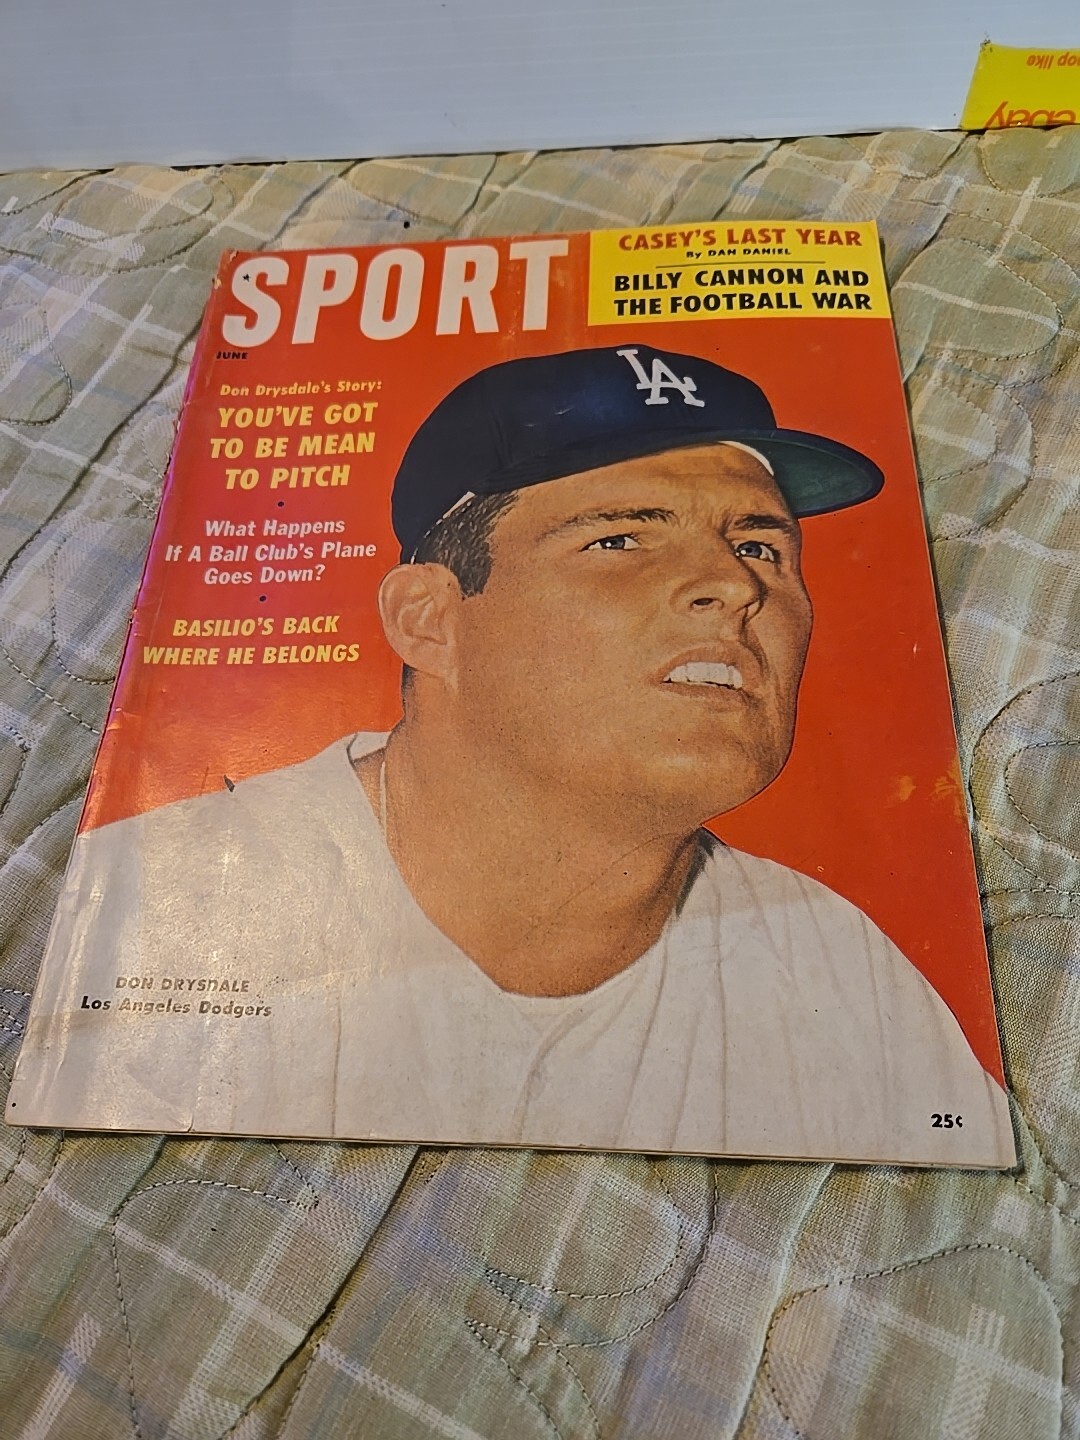 SPORT
JUNE
CASEY'S LAST YEAR
By DAN DANIEL
BILLY CANNON AND
THE FOOTBALL WAR
LA
Don Drysdale's Story:
YOU'VE GOT
TO BE MEAN
TO PITCH
What Happens
If A Ball Club's Plane
Goes Down?
BASILIO'S BACK
WHERE HE BELONGS
DON DRYSDALE
Los Angeles Dodgers
25¢
like
ebay